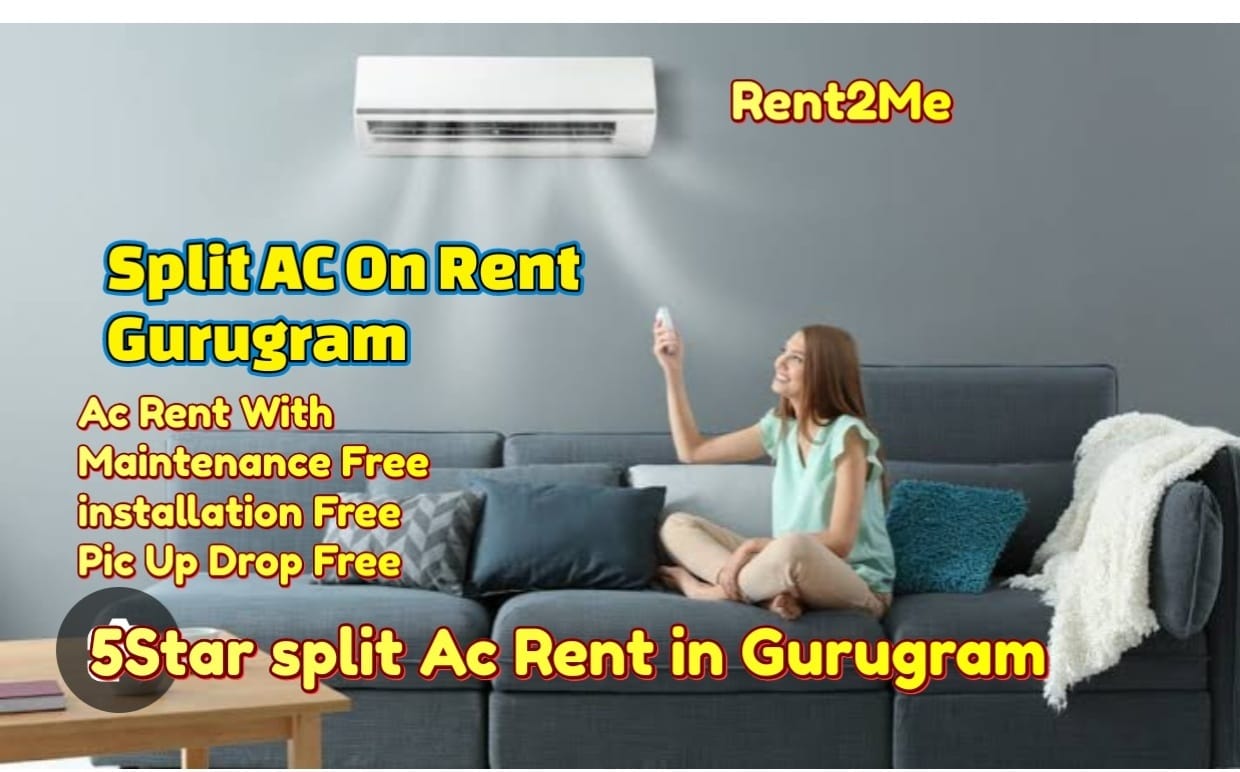 Rent2Me
Split AC On Rent
Gurugram
Ac Rent With
Maintenance Free
installation Free
Pic Up Drop Free
5Star split Ac Rent in Gurugram